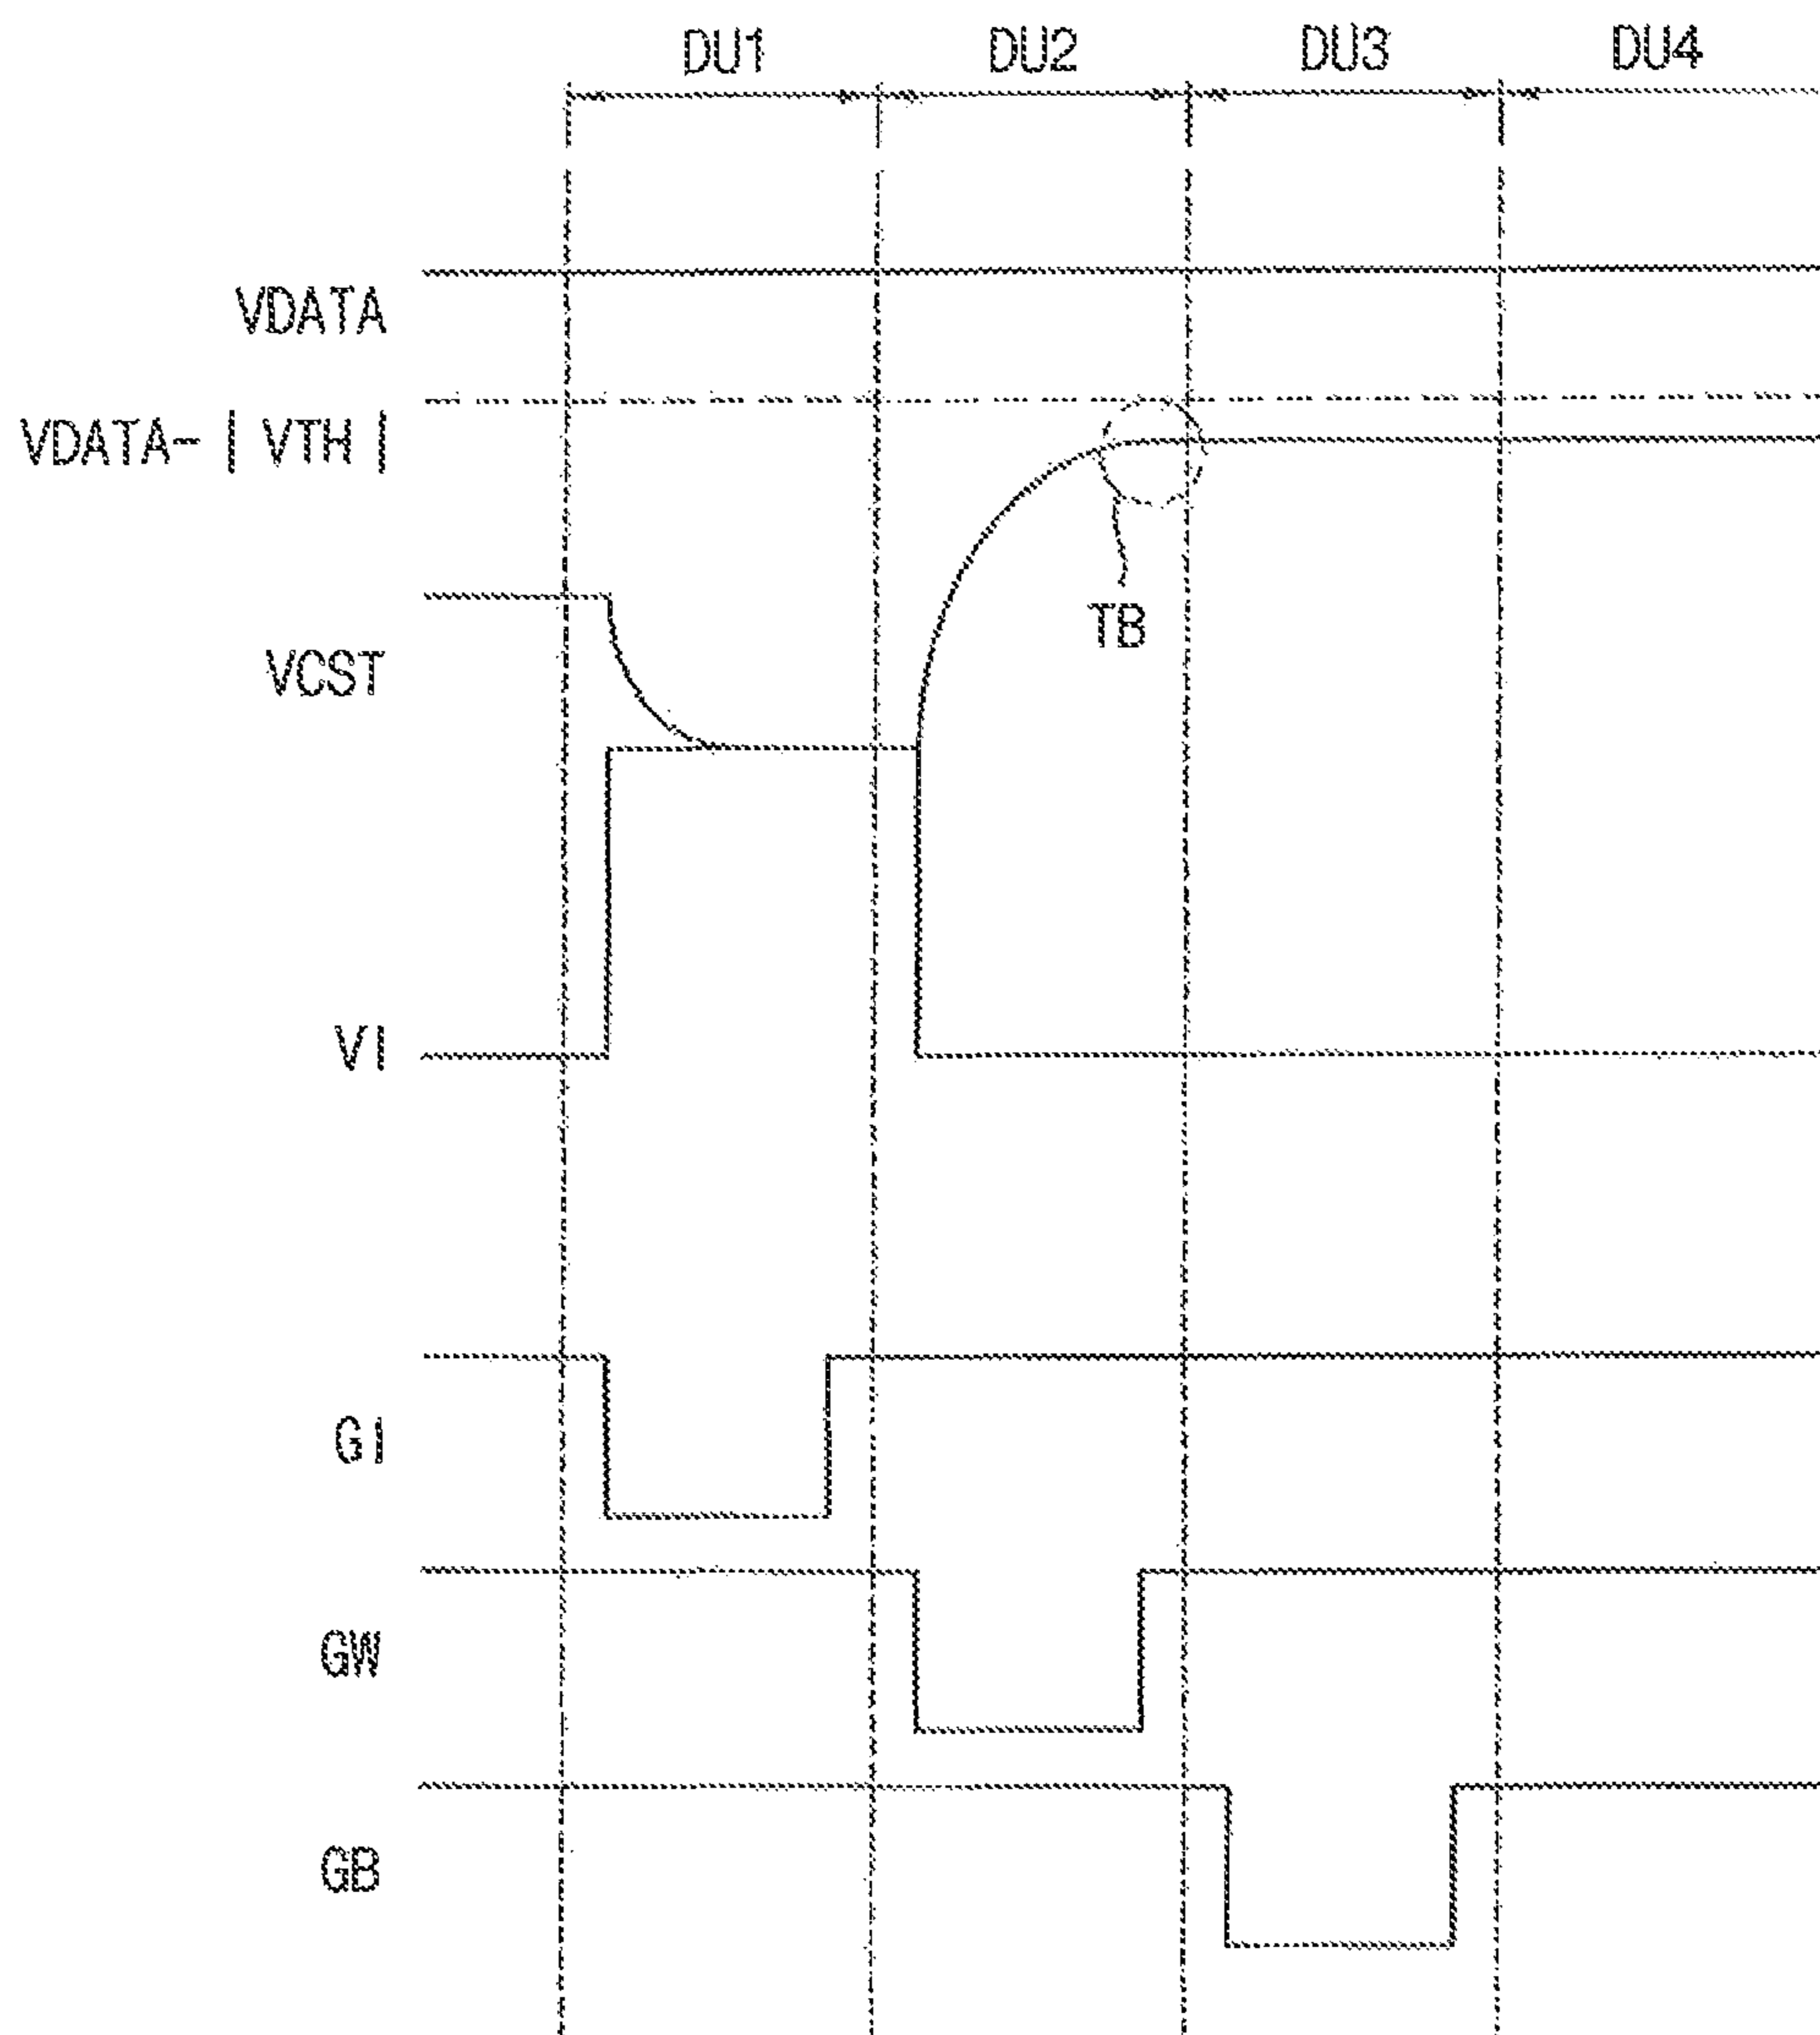 DU1 DU2 DU3 DU4
VDATA
VDATA-| VTH |
TB
VCST
VI
GI
GW
GB